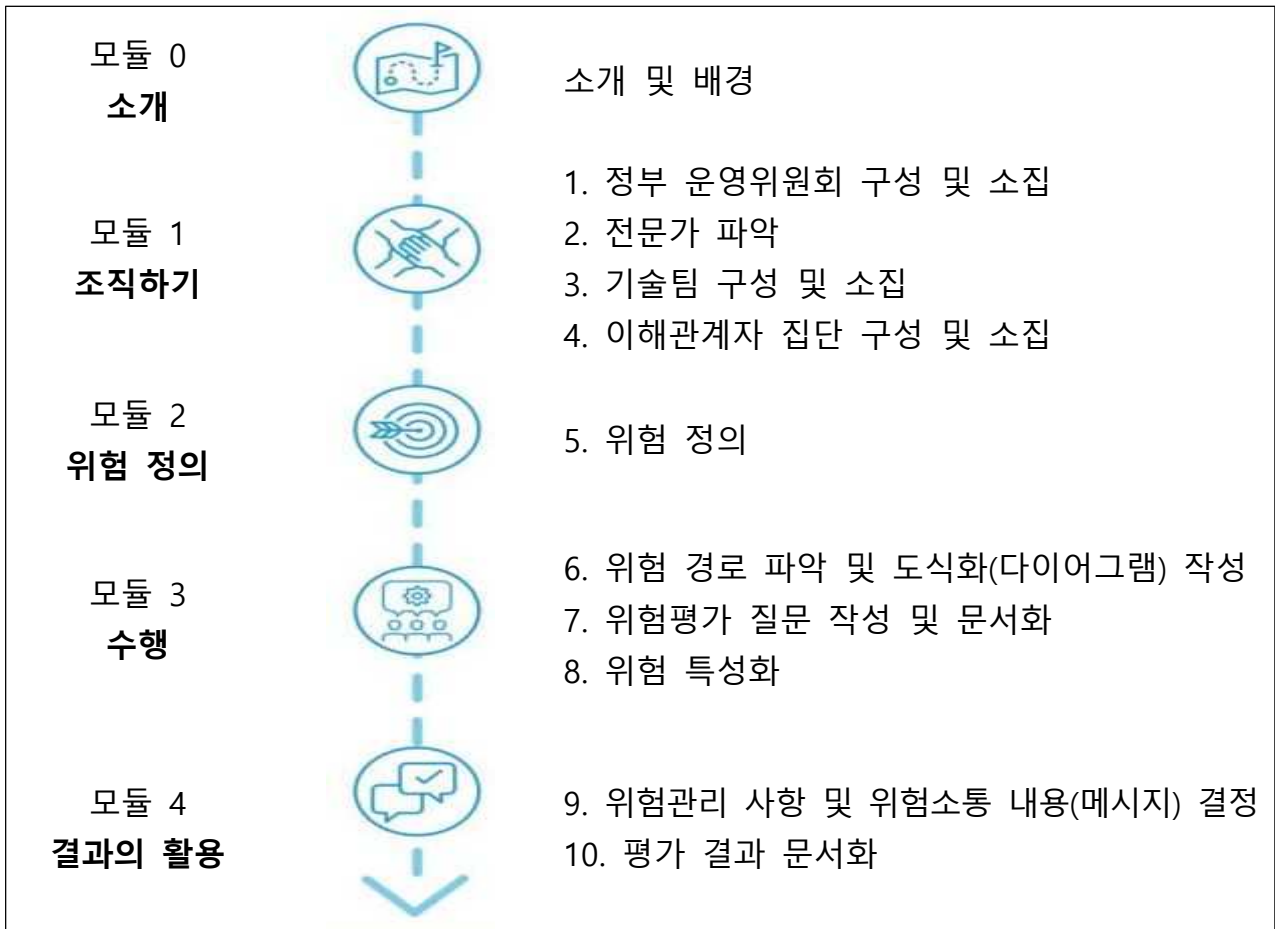 모듈 0
소개
소개 및 배경
모듈 1
조직하기
1. 정부 운영위원회 구성 및 소집
2. 전문가 파악
3. 기술팀 구성 및 소집
4. 이해관계자 집단 구성 및 소집
모듈 2
위험 정의
5. 위험 정의
모듈 3
수행
6. 위험 경로 파악 및 도식화(다이어그램) 작성
7. 위험평가 질문 작성 및 문서화
8. 위험 특성화
모듈 4
결과의 활용
9. 위험관리 사항 및 위험소통 내용(메시지) 결정
10. 평가 결과 문서화